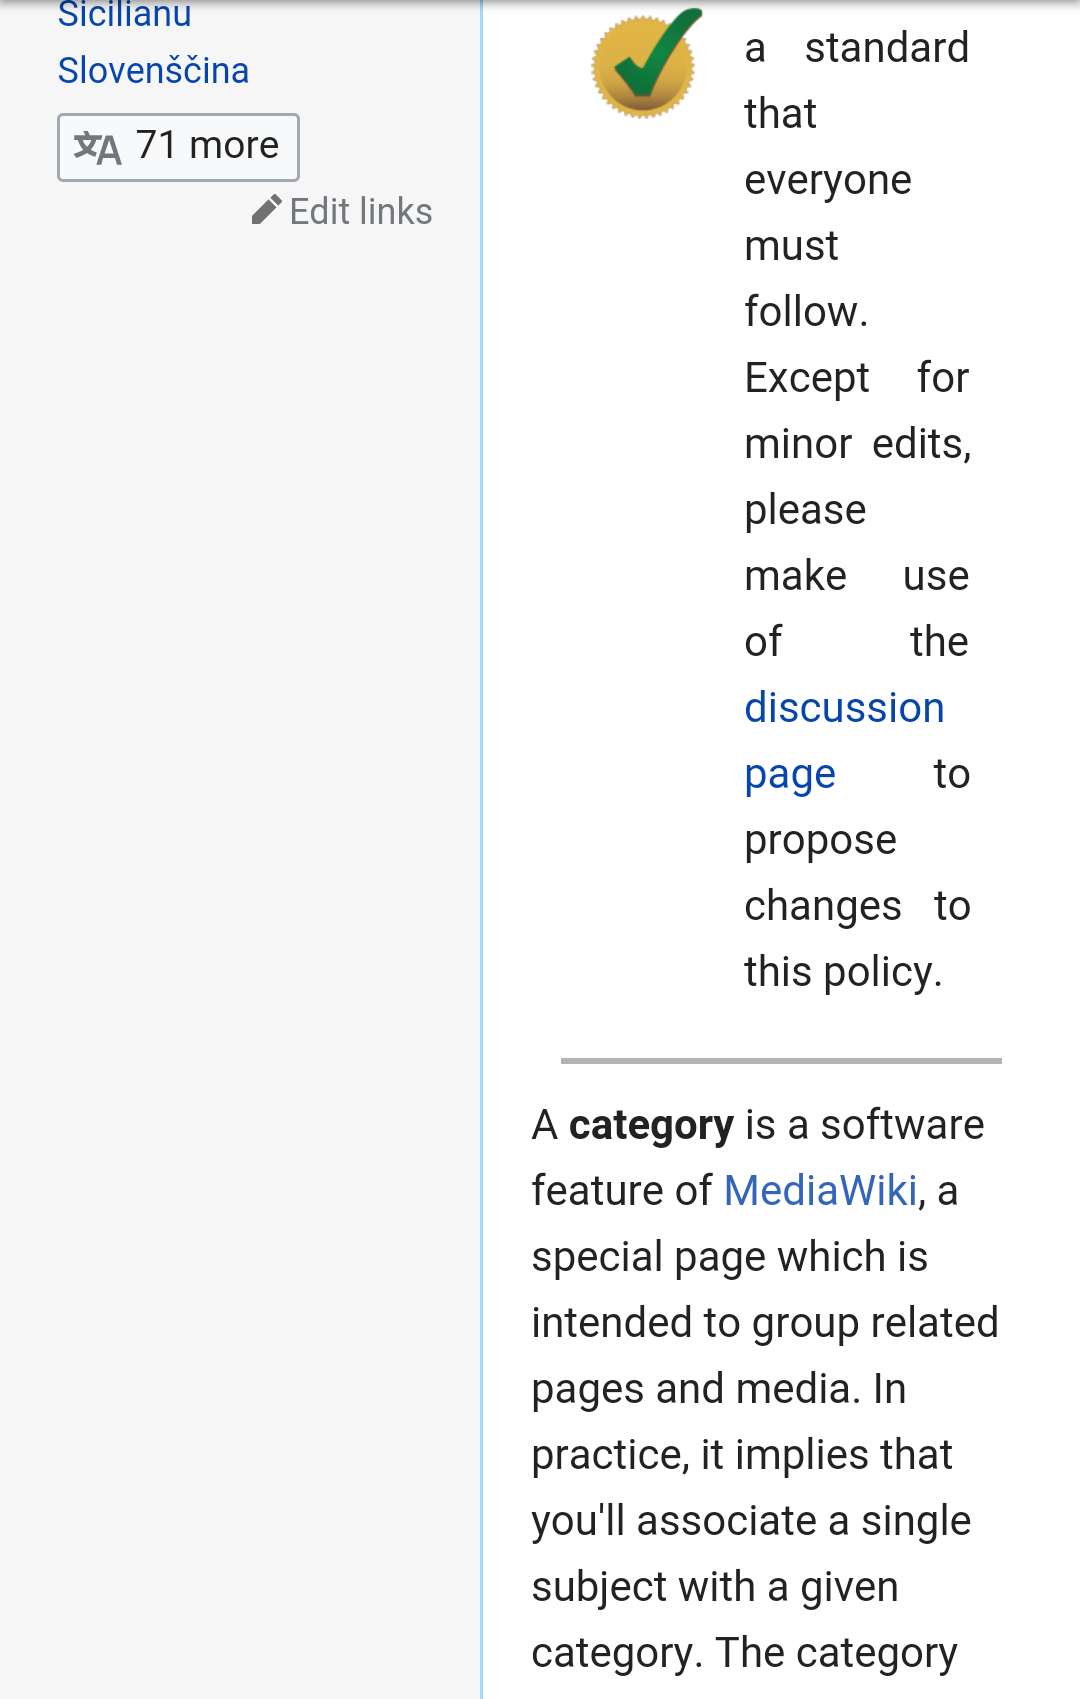 Sicilianu
Slovenščina
文A 71 more
Edit links
a standard
that
everyone
must
follow.
Except for
minor edits,
please
make use
of the
discussion
page to
propose
changes to
this policy.
A category is a software
feature of MediaWiki, a
special page which is
intended to group related
pages and media. In
practice, it implies that
you'll associate a single
subject with a given
category. The category